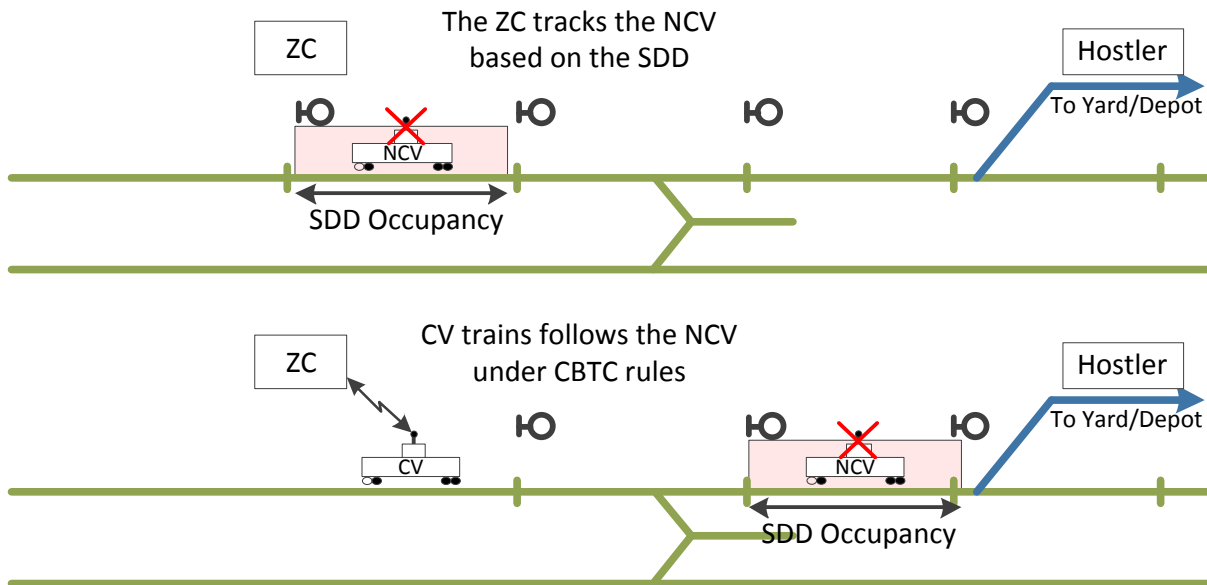 The ZC tracks the NCV
based on the SDD
ZC
Hostler
To Yard/Depot
NCV
SDD Occupancy
CV trains follows the NCV
under CBTC rules
ZC
Hostler
To Yard/Depot
CV
NCV
SDD Occupancy